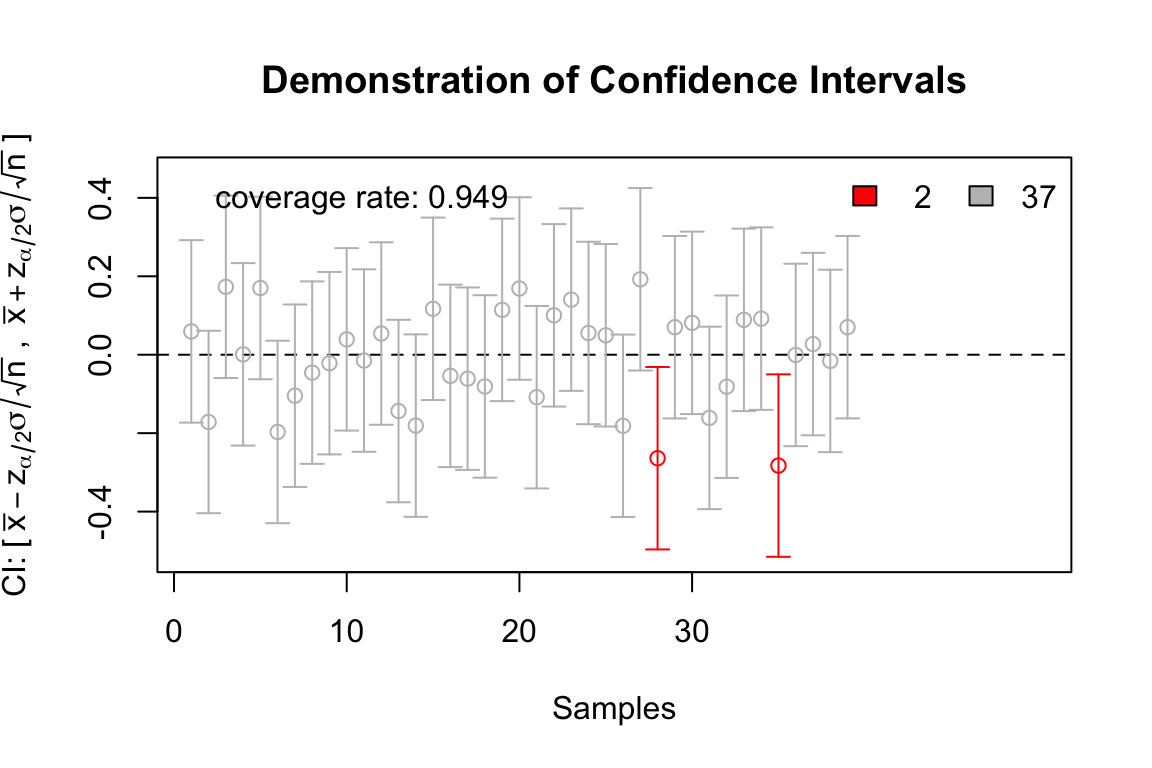 Demonstration of Confidence Intervals
CI: [ x̅ − zα/2σ/√n , x̅ + zα/2σ/√n ]
0.4
0.2
0.0
-0.4
coverage rate: 0.949
2 37
0 10 20 30
Samples